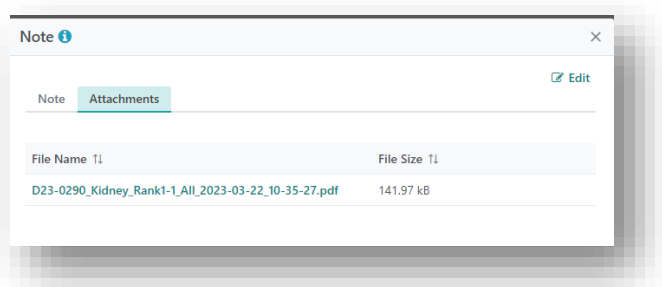 Note
Edit
Note Attachments
File Name File Size
D23-0290_Kidney_Rank1-1_All_2023-03-22_10-35-27.pdf 141.97 kB